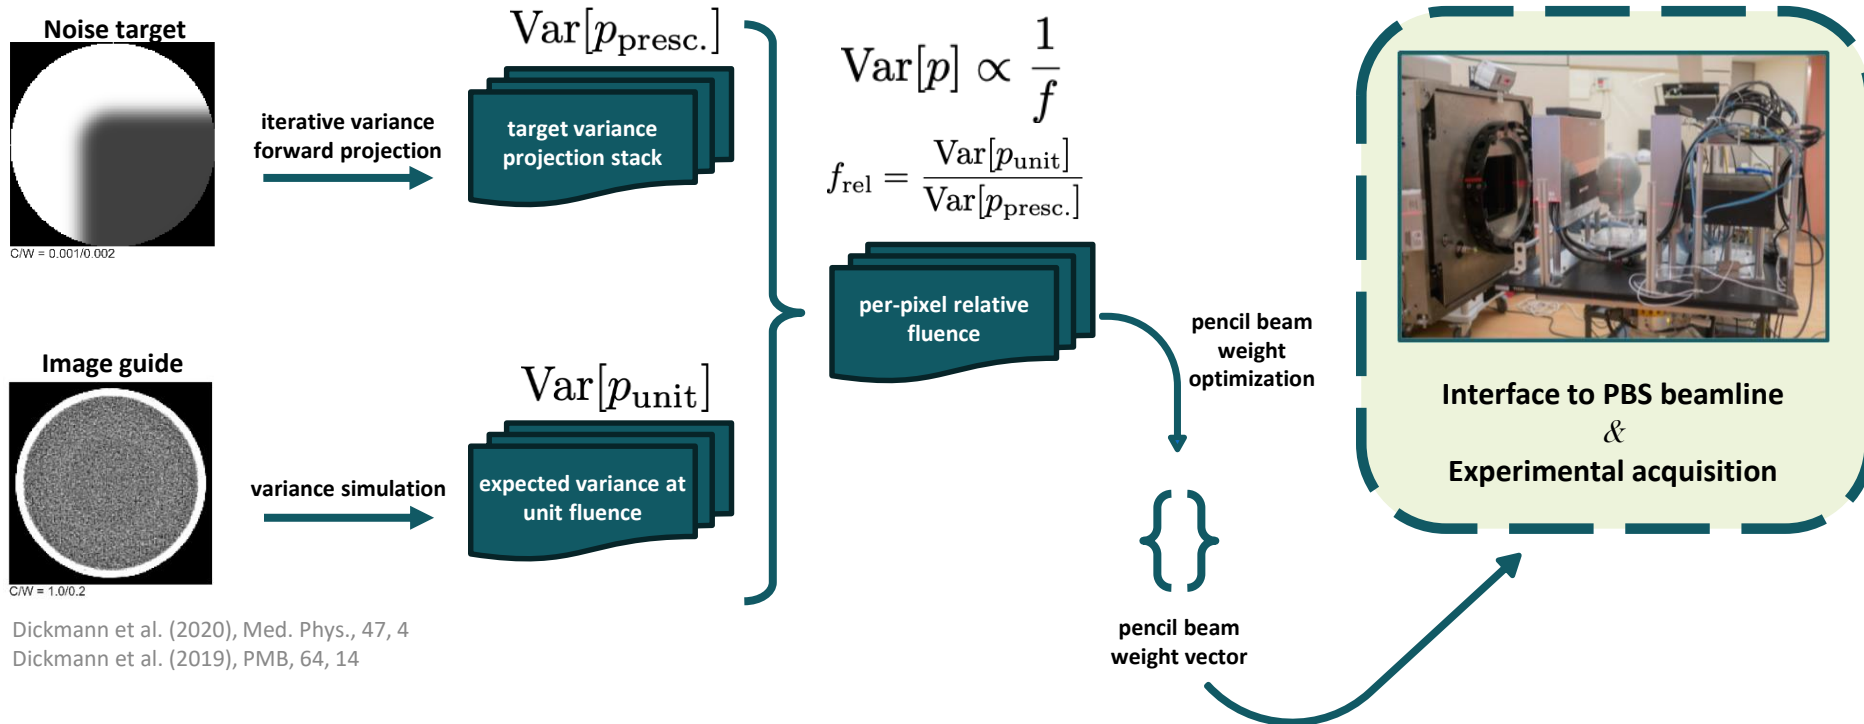 Noise target
C/W = 0.001/0.002
iterative variance
forward projection
Var[p_presc.]
target variance
projection stack
Image guide
C/W = 1.0/0.2
variance simulation
Var[p_unit]
expected variance at
unit fluence
Var[p] ∝ 1/f
f_rel = Var[p_unit]/Var[p_presc.]
per-pixel relative
fluence
pencil beam
weight
optimization
{ }
pencil beam
weight vector
Interface to PBS beamline
&
Experimental acquisition
Dickmann et al. (2020), Med. Phys., 47, 4
Dickmann et al. (2019), PMB, 64, 14